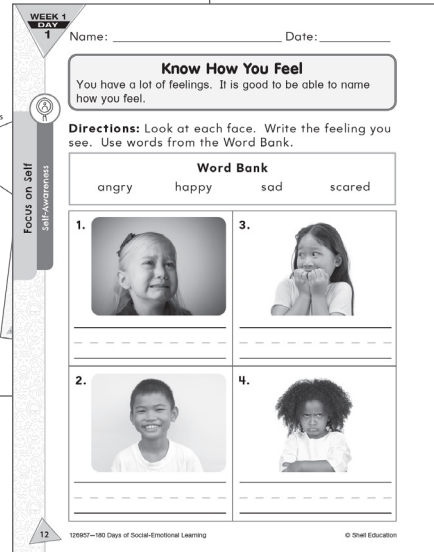 WEEK 1
DAY
1
Name: Date:
Know How You Feel
You have a lot of feelings. It is good to be able to name
how you feel.
Directions: Look at each face. Write the feeling you
see. Use words from the Word Bank.
Word Bank
angry happy sad scared
Focus on Self
Self-Awareness
1.
3.
2.
4.
12
126957—180 Days of Social-Emotional Learning
© Shell Education